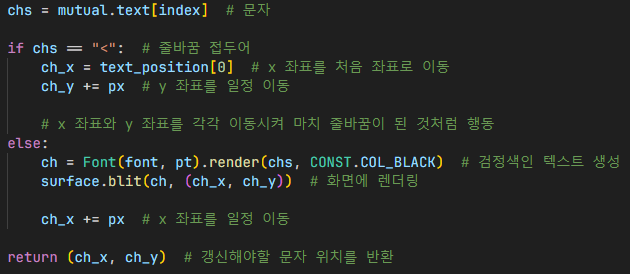 chs = mutual.text[index]  # 문자

if chs == "<":  # 줄바꿈 접두어
    ch_x = text_position[0]  # x 좌표를 처음 좌표로 이동
    ch_y += px  # y 좌표를 일정 이동

    # x 좌표와 y 좌표를 각각 이동시켜 마치 줄바꿈이 된 것처럼 행동
else:
    ch = Font(font, pt).render(chs, CONST.COL_BLACK)  # 검정색인 텍스트 생성
    surface.blit(ch, (ch_x, ch_y))  # 화면에 렌더링

    ch_x += px  # x 좌표를 일정 이동

return (ch_x, ch_y)  # 갱신해야할 문자 위치를 반환